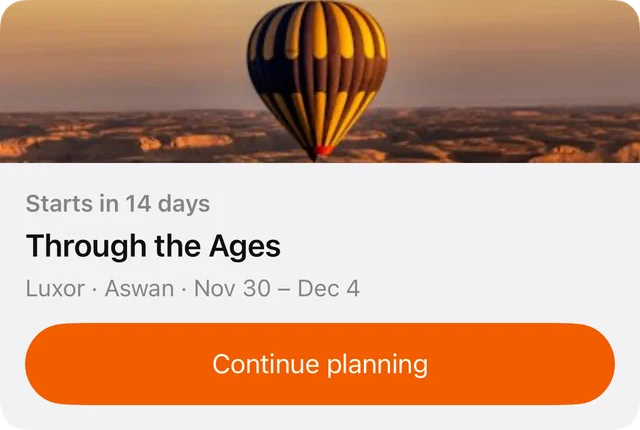 Starts in 14 days
Through the Ages
Luxor · Aswan · Nov 30 – Dec 4
Continue planning